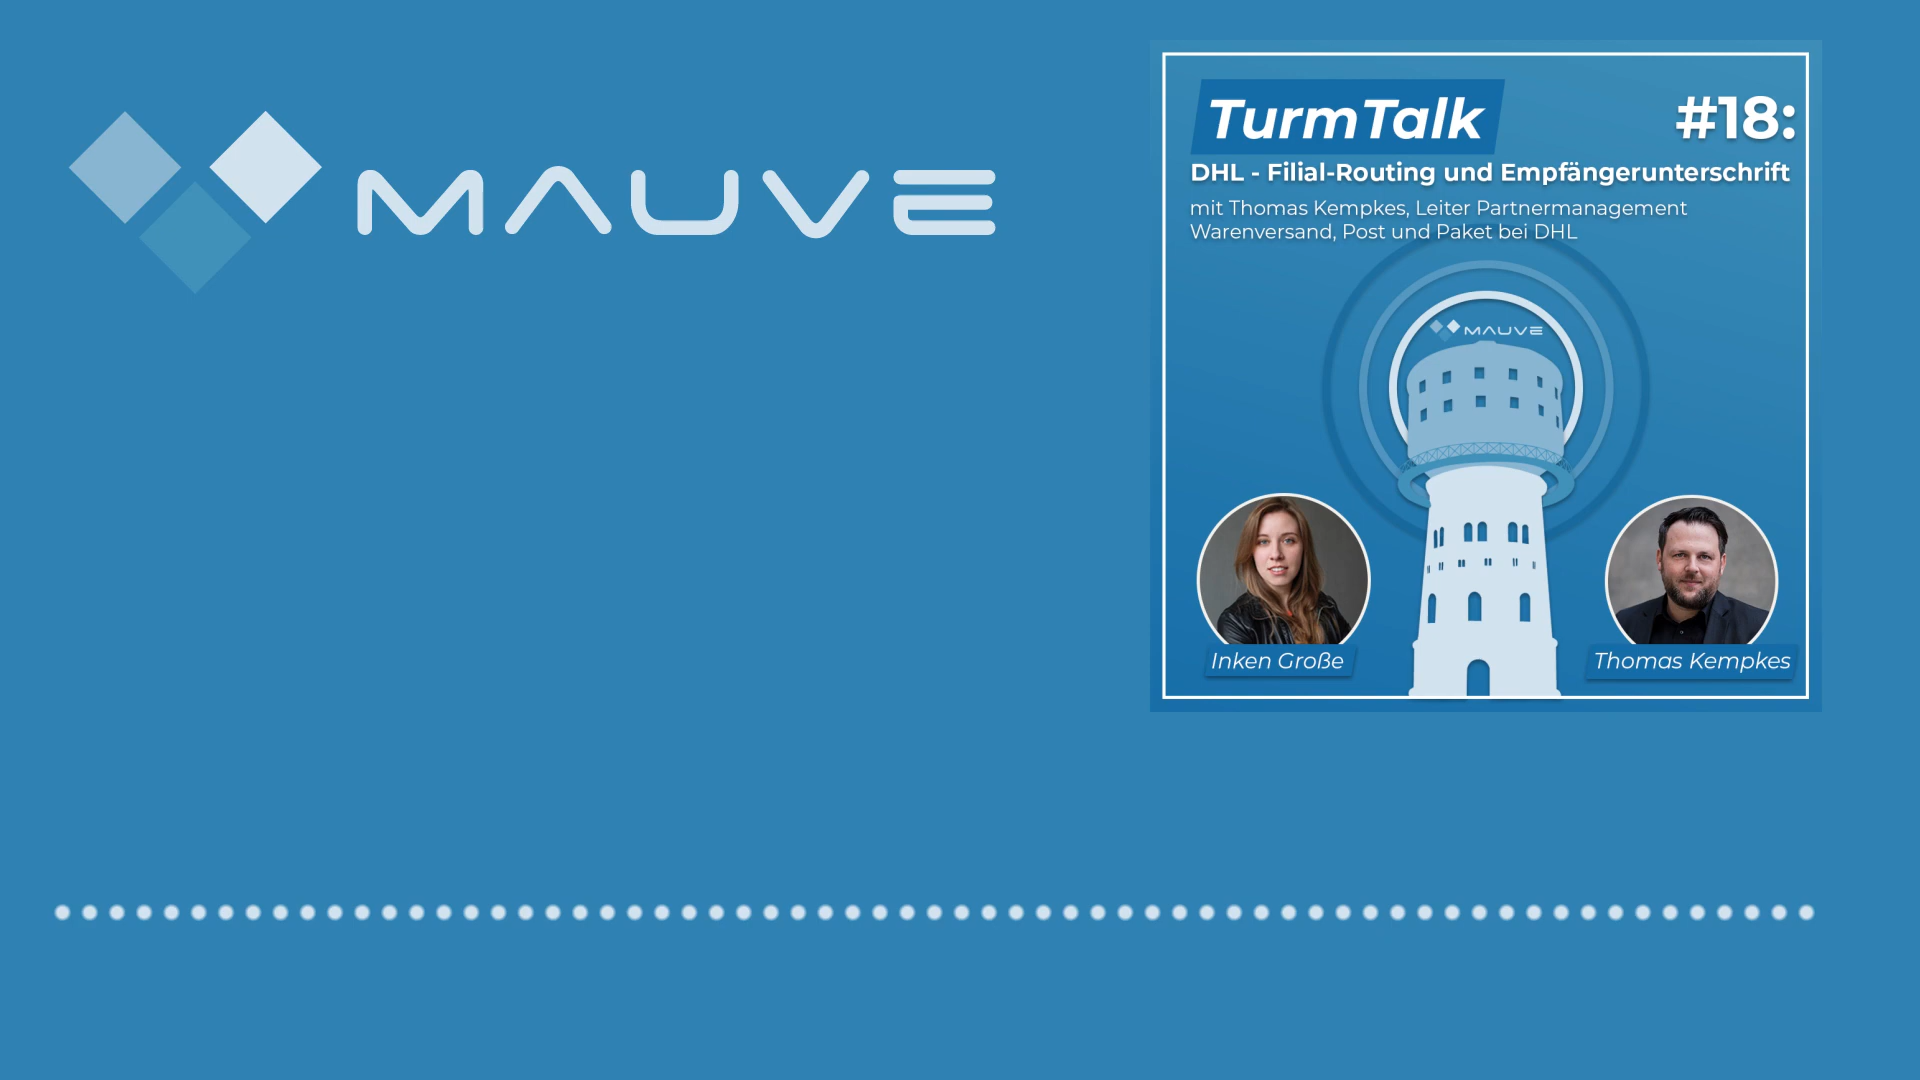 MAUVE
TurmTalk
#18:
DHL - Filial-Routing und Empfängerunterschrift
mit Thomas Kempkes, Leiter Partnermanagement
Warenversand, Post und Paket bei DHL
MAUVE
Inken Große
Thomas Kempkes